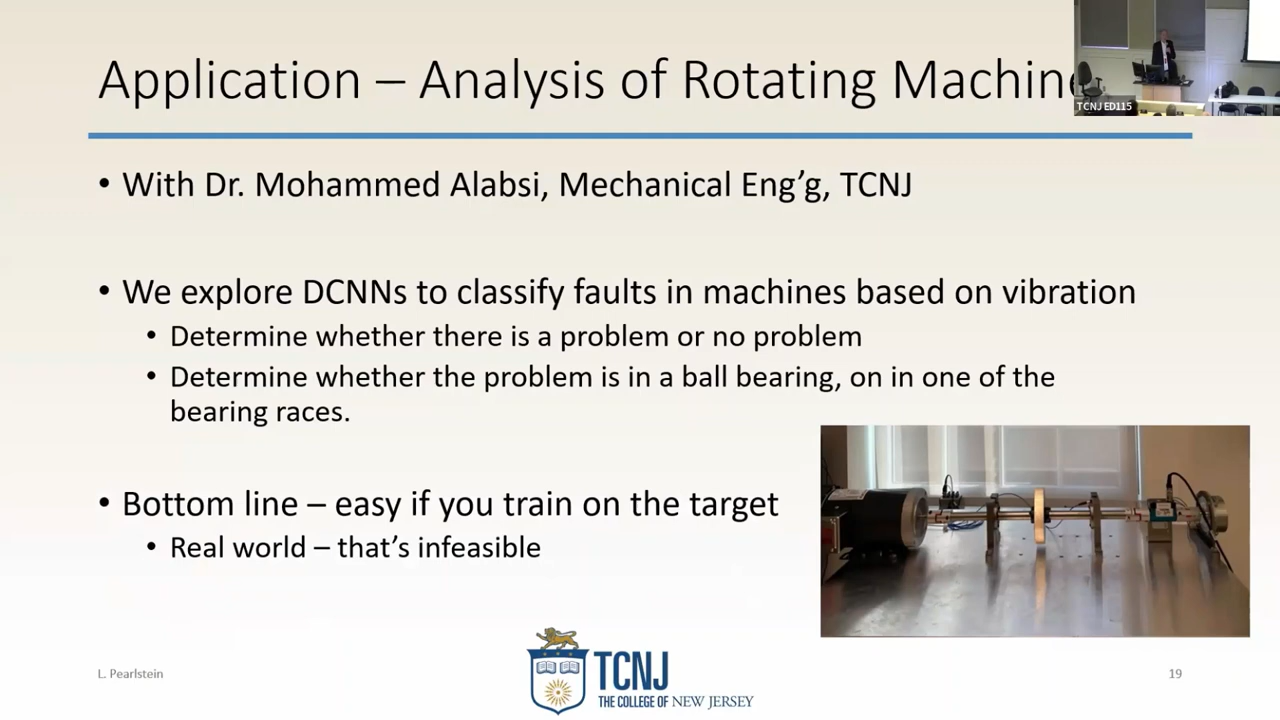 Application – Analysis of Rotating Machine
TCNJ ED115
• With Dr. Mohammed Alabsi, Mechanical Eng’g, TCNJ
• We explore DCNNs to classify faults in machines based on vibration
• Determine whether there is a problem or no problem
• Determine whether the problem is in a ball bearing, on in one of the
bearing races.
• Bottom line – easy if you train on the target
• Real world – that’s infeasible
L. Pearlstein
TCNJ
THE COLLEGE OF NEW JERSEY
19